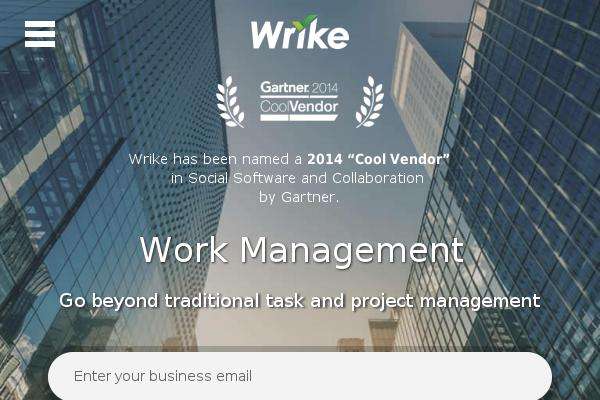 Wrike
Gartner. 2014
CoolVendor
Wrike has been named a 2014 “Cool Vendor”
in Social Software and Collaboration
by Gartner.
Work Management
Go beyond traditional task and project management
Enter your business email